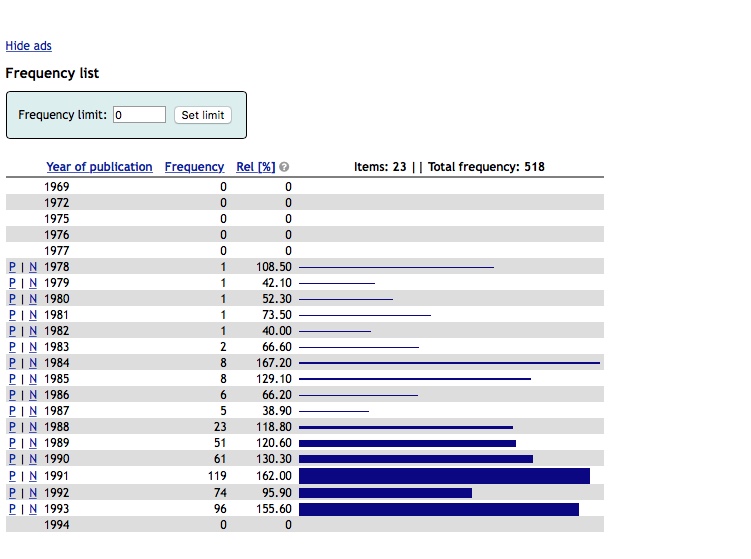 Hide ads
Frequency list
Frequency limit: 0 Set limit
Year of publication Frequency Rel [%] ? Items: 23 || Total frequency: 518
1969 0 0
1972 0 0
1975 0 0
1976 0 0
1977 0 0
P | N 1978 1 108.50
P | N 1979 1 42.10
P | N 1980 1 52.30
P | N 1981 1 73.50
P | N 1982 1 40.00
P | N 1983 2 66.60
P | N 1984 8 167.20
P | N 1985 8 129.10
P | N 1986 6 66.20
P | N 1987 5 38.90
P | N 1988 23 118.80
P | N 1989 51 120.60
P | N 1990 61 130.30
P | N 1991 119 162.00
P | N 1992 74 95.90
P | N 1993 96 155.60
1994 0 0